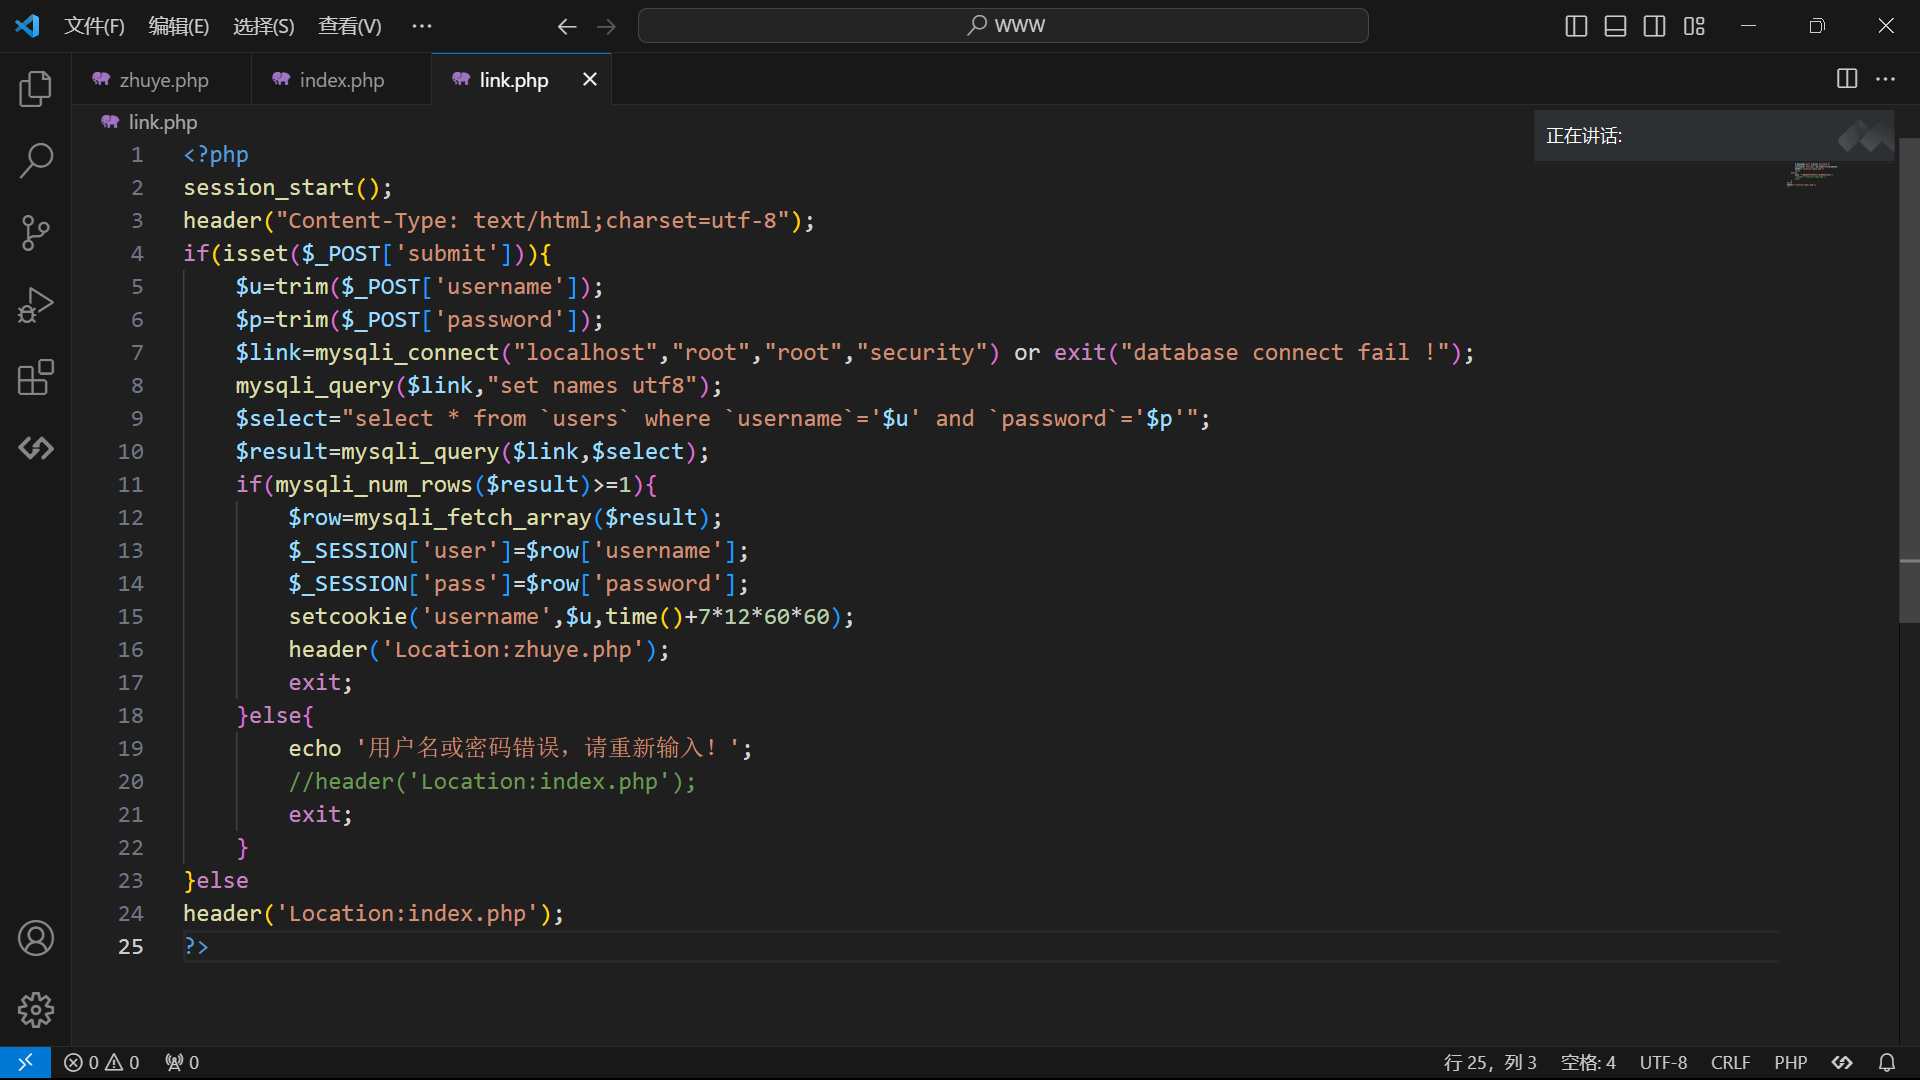 文件(F) 编辑(E) 选择(S) 查看(V) ··· WWW
zhuye.php index.php link.php
link.php
正在讲话:
1 <?php
2 session_start();
3 header("Content-Type: text/html;charset=utf-8");
4 if(isset($_POST['submit'])){
5 $u=trim($_POST['username']);
6 $p=trim($_POST['password']);
7 $link=mysqli_connect("localhost","root","root","security") or exit("database connect fail !");
8 mysqli_query($link,"set names utf8");
9 $select="select * from `users` where `username`='$u' and `password`='$p'";
10 $result=mysqli_query($link,$select);
11 if(mysqli_num_rows($result)>=1){
12 $row=mysqli_fetch_array($result);
13 $_SESSION['user']=$row['username'];
14 $_SESSION['pass']=$row['password'];
15 setcookie('username',$u,time()+7*12*60*60);
16 header('Location:zhuye.php');
17 exit;
18 }else{
19 echo '用户名或密码错误，请重新输入！';
20 //header('Location:index.php');
21 exit;
22 }
23 }else
24 header('Location:index.php');
25 ?>
0 0 0 行 25，列 3 空格: 4 UTF-8 CRLF PHP